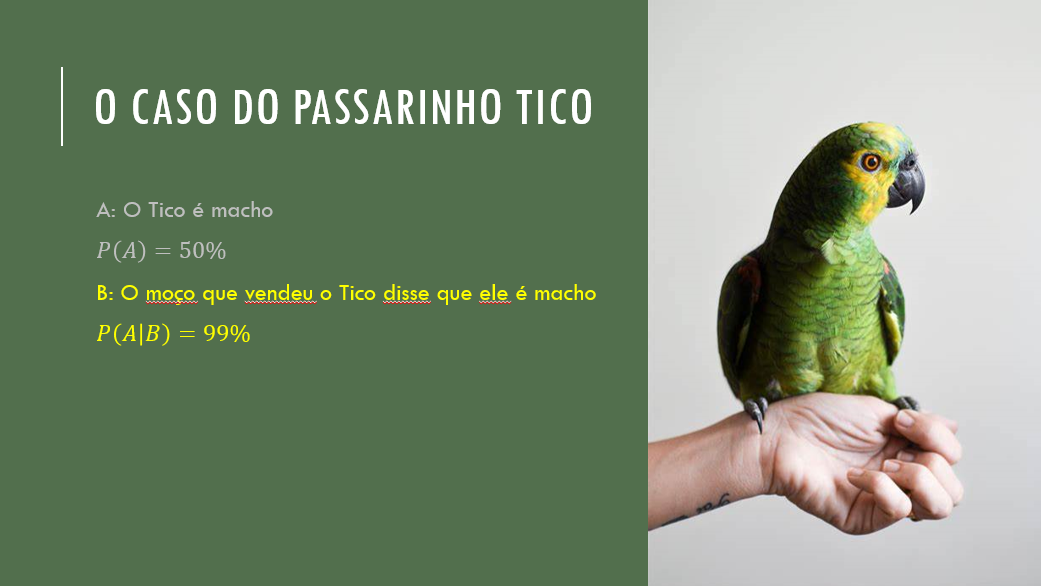 O CASO DO PASSARINHO TICO
A: O Tico é macho
P(A) = 50%
B: O moço que vendeu o Tico disse que ele é macho
P(A|B) = 99%